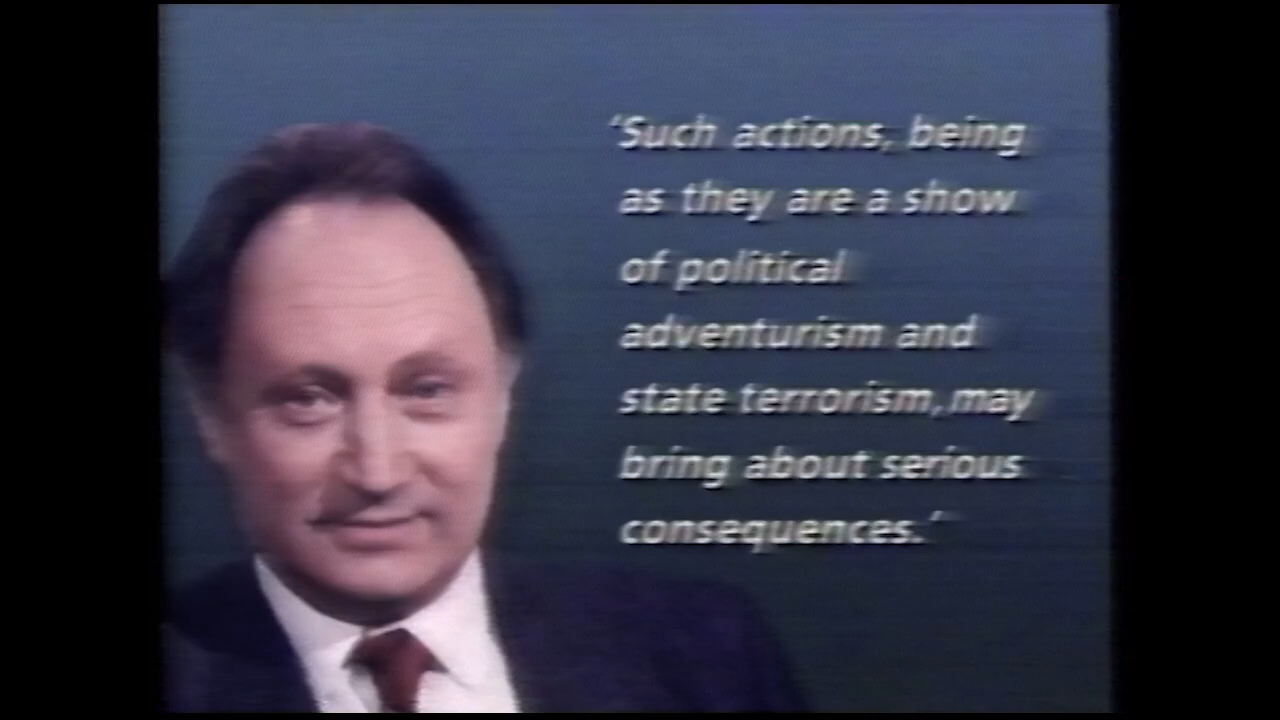 ‘Such actions, being
as they are a show
of political
adventurism and
state terrorism, may
bring about serious
consequences.’